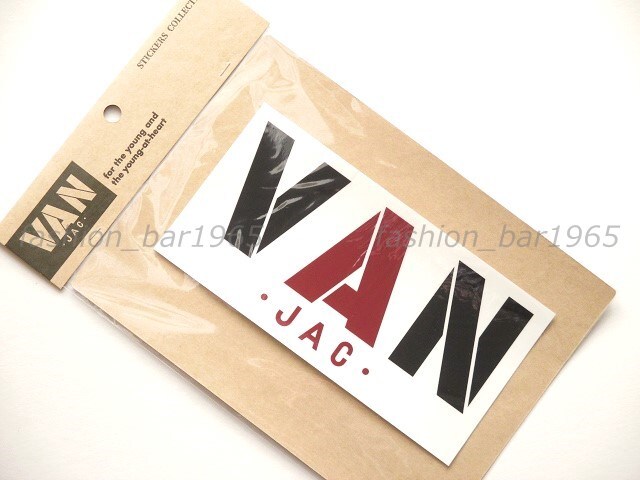 STICKERS COLLECT
for the young and
the young-at-heart
VAN
·JAC·
VAN
·JAC·
fashion_bar1965
fashion_bar1965